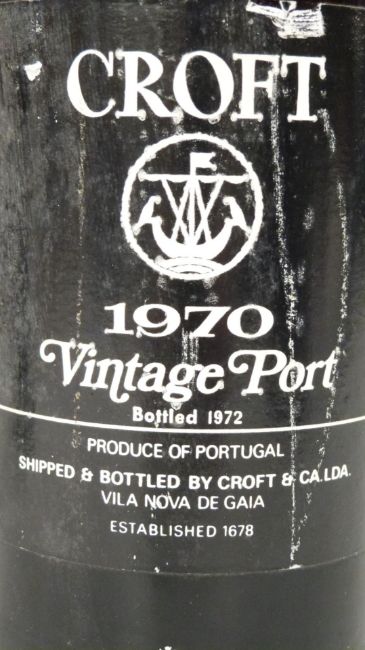 CROFT
1970
Vintage Port
Bottled 1972
PRODUCE OF PORTUGAL
SHIPPED & BOTTLED BY CROFT & CA.LDA.
VILA NOVA DE GAIA
ESTABLISHED 1678